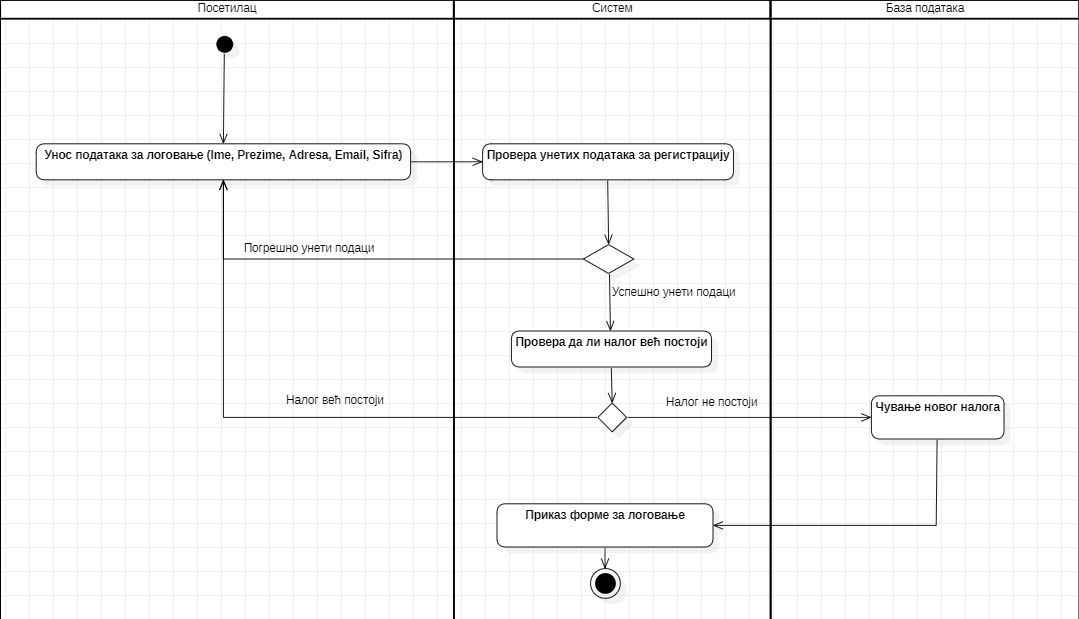 Посетилац
Систем
База података
Унос података за логовање (Ime, Prezime, Adresa, Email, Sifra)
Провера унетих података за регистрацију
Погрешно унети подаци
Успешно унети подаци
Провера да ли налог већ постоји
Налог већ постоји
Налог не постоји
Чување новог налога
Приказ форме за логовање